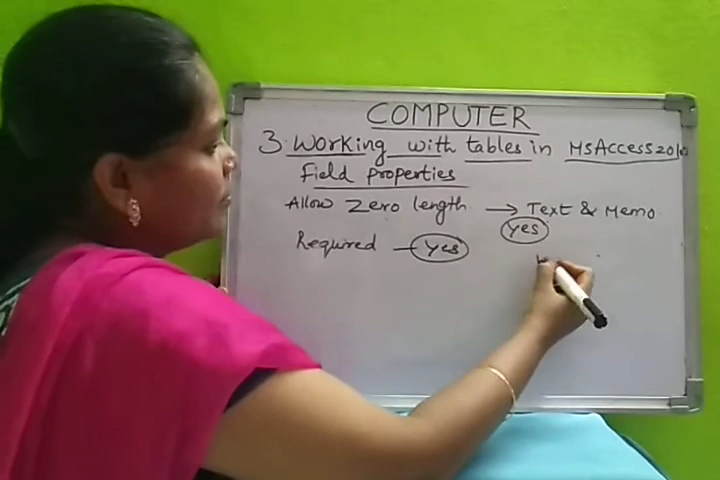 COMPUTER
3. Working with tables in MSAccess2010
Field properties
Allow Zero length → Text & Memo
Yes
Required — Yes